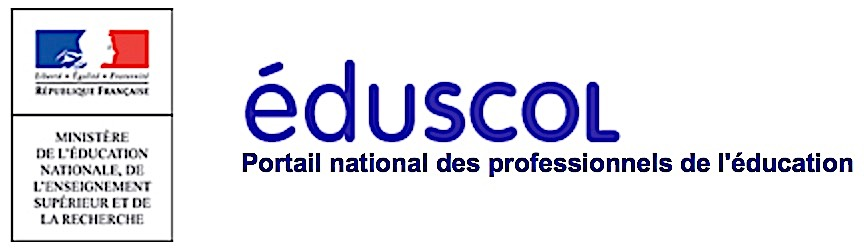 Liberté • Égalité • Fraternité
RÉPUBLIQUE FRANÇAISE
MINISTÈRE
DE L'ÉDUCATION
NATIONALE, DE
L'ENSEIGNEMENT
SUPÉRIEUR ET DE
LA RECHERCHE
éduscol
Portail national des professionnels de l'éducation